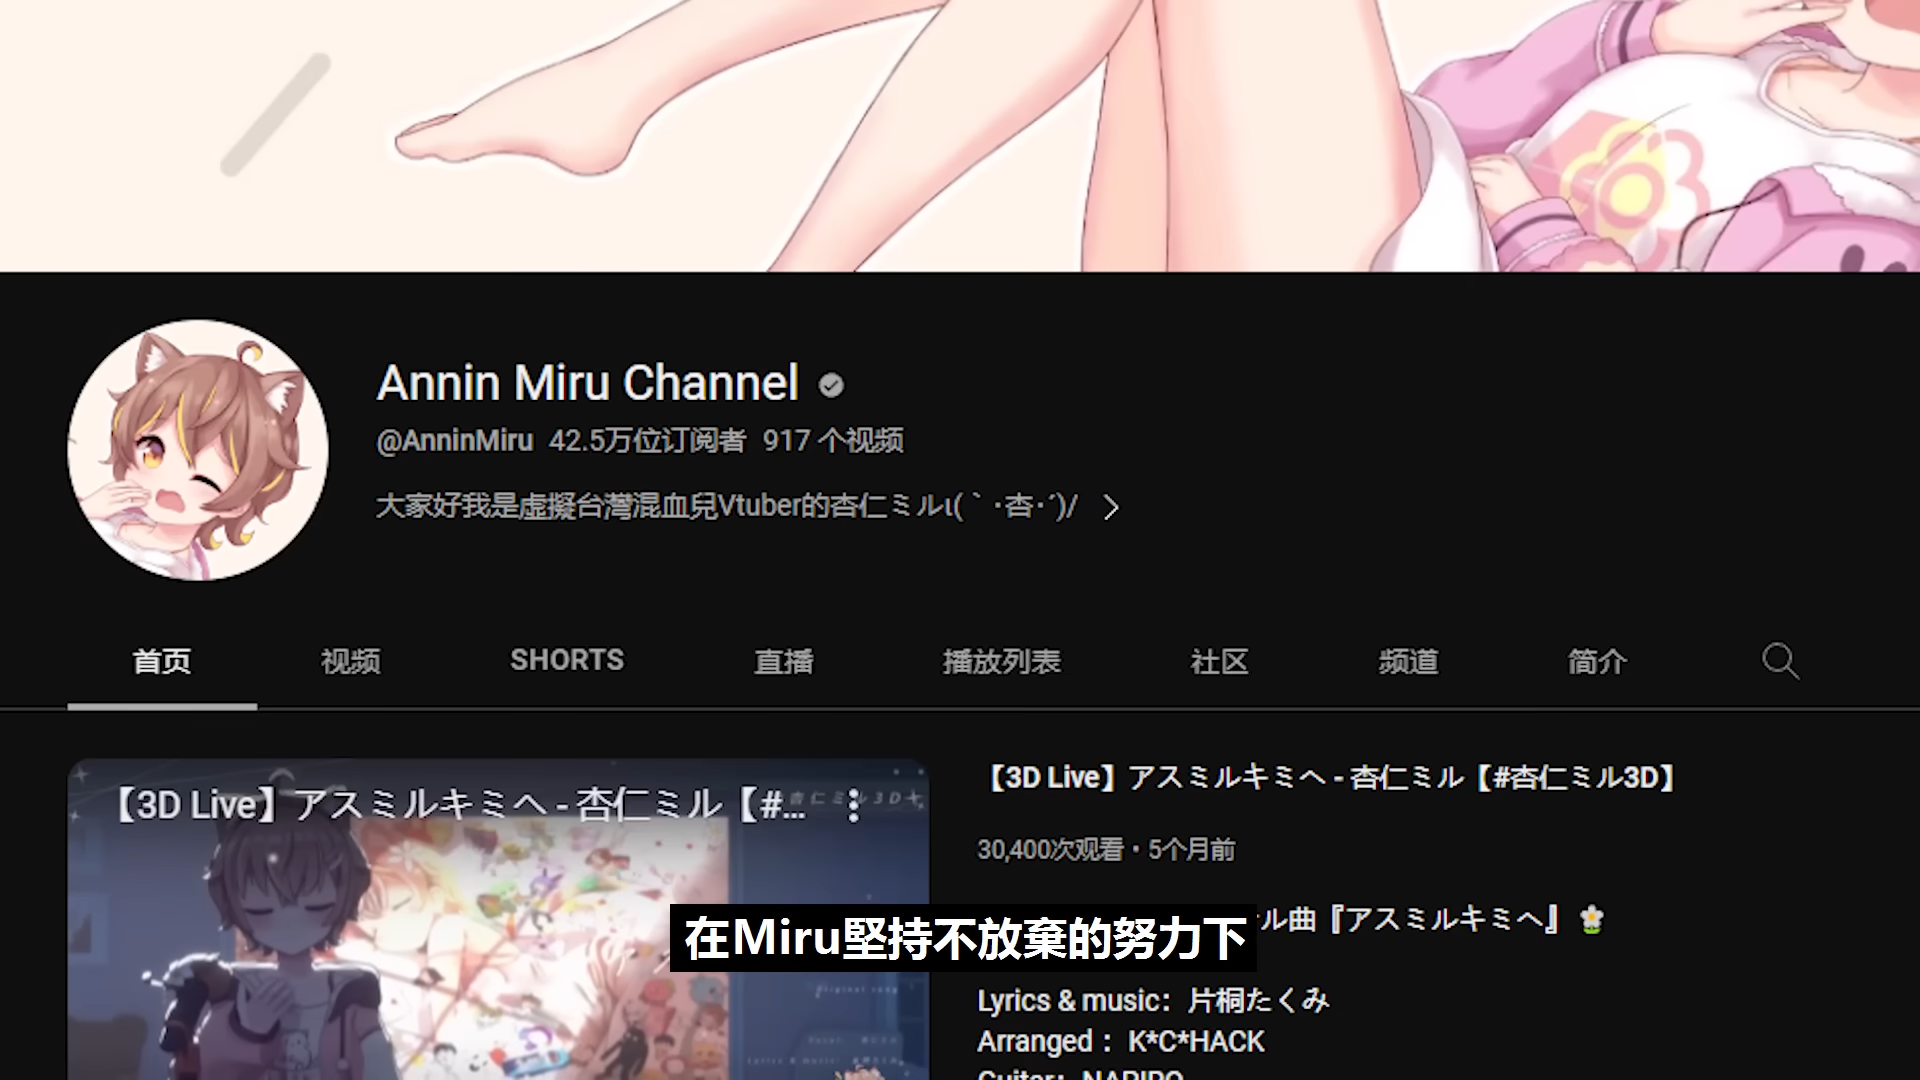 Annin Miru Channel
@AnninMiru 42.5万位订阅者 917 个视频
大家好我是虛擬台灣混血兒Vtuber的杏仁ミルι(｀･杏･´)/
首页 视频 SHORTS 直播 播放列表 社区 频道 简介
【3D Live】アスミルキミヘ - 杏仁ミル【#...
【3D Live】アスミルキミヘ - 杏仁ミル【#杏仁ミル3D】
30,400次观看・5个月前
ル曲『アスミルキミヘ』
在Miru堅持不放棄的努力下
Lyrics & music：片桐たくみ
Arranged： K*C*HACK
Guiter：NARIRO